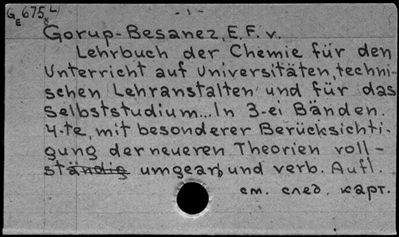 GE 675/4 - 1 -
Gorup-Besanez, E. F. v.
Lehrbuch der Chemie für den
Unterricht auf Universitäten, techni-
schen Lehranstalten und für das
Selbststudium... In 3-ei Bänden.
4-te, mit besonderer Berücksichti-
gung der neueren Theorien voll-
ständig umgearb. und verb. Aufl.
см. след. карт.